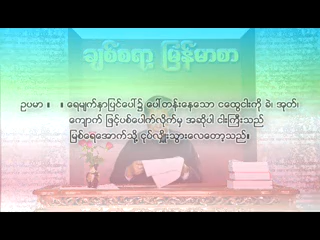 ချစ်စရာ့ မြန်မာစာ
ဥပမာ ။ ။ ရေမျက်နှာပြင်ပေါ်၌ ပေါ်တန်းနေသော ငထွေငါးကို ခဲ၊ အုတ်၊
ကျောက် ဖြင့်ပစ်ပေါက်လိုက်မှ အဆိုပါ ငါးကြီးသည်
မြစ်ရေအောက်သို့ ငုပ်လျှိုးသွားလေတော့သည်။